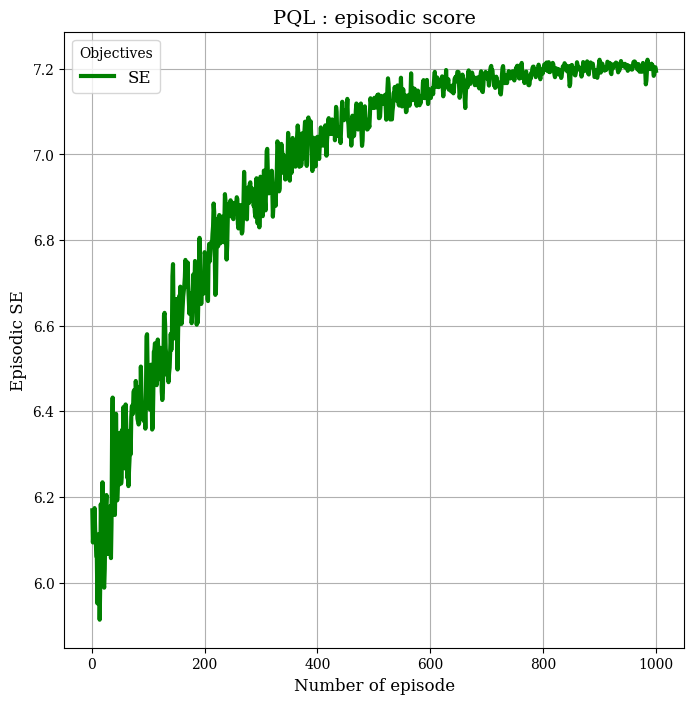 PQL : episodic score
Objectives
SE
7.2
7.0
6.8
6.6
6.4
6.2
6.0
Episodic SE
0 200 400 600 800 1000
Number of episode